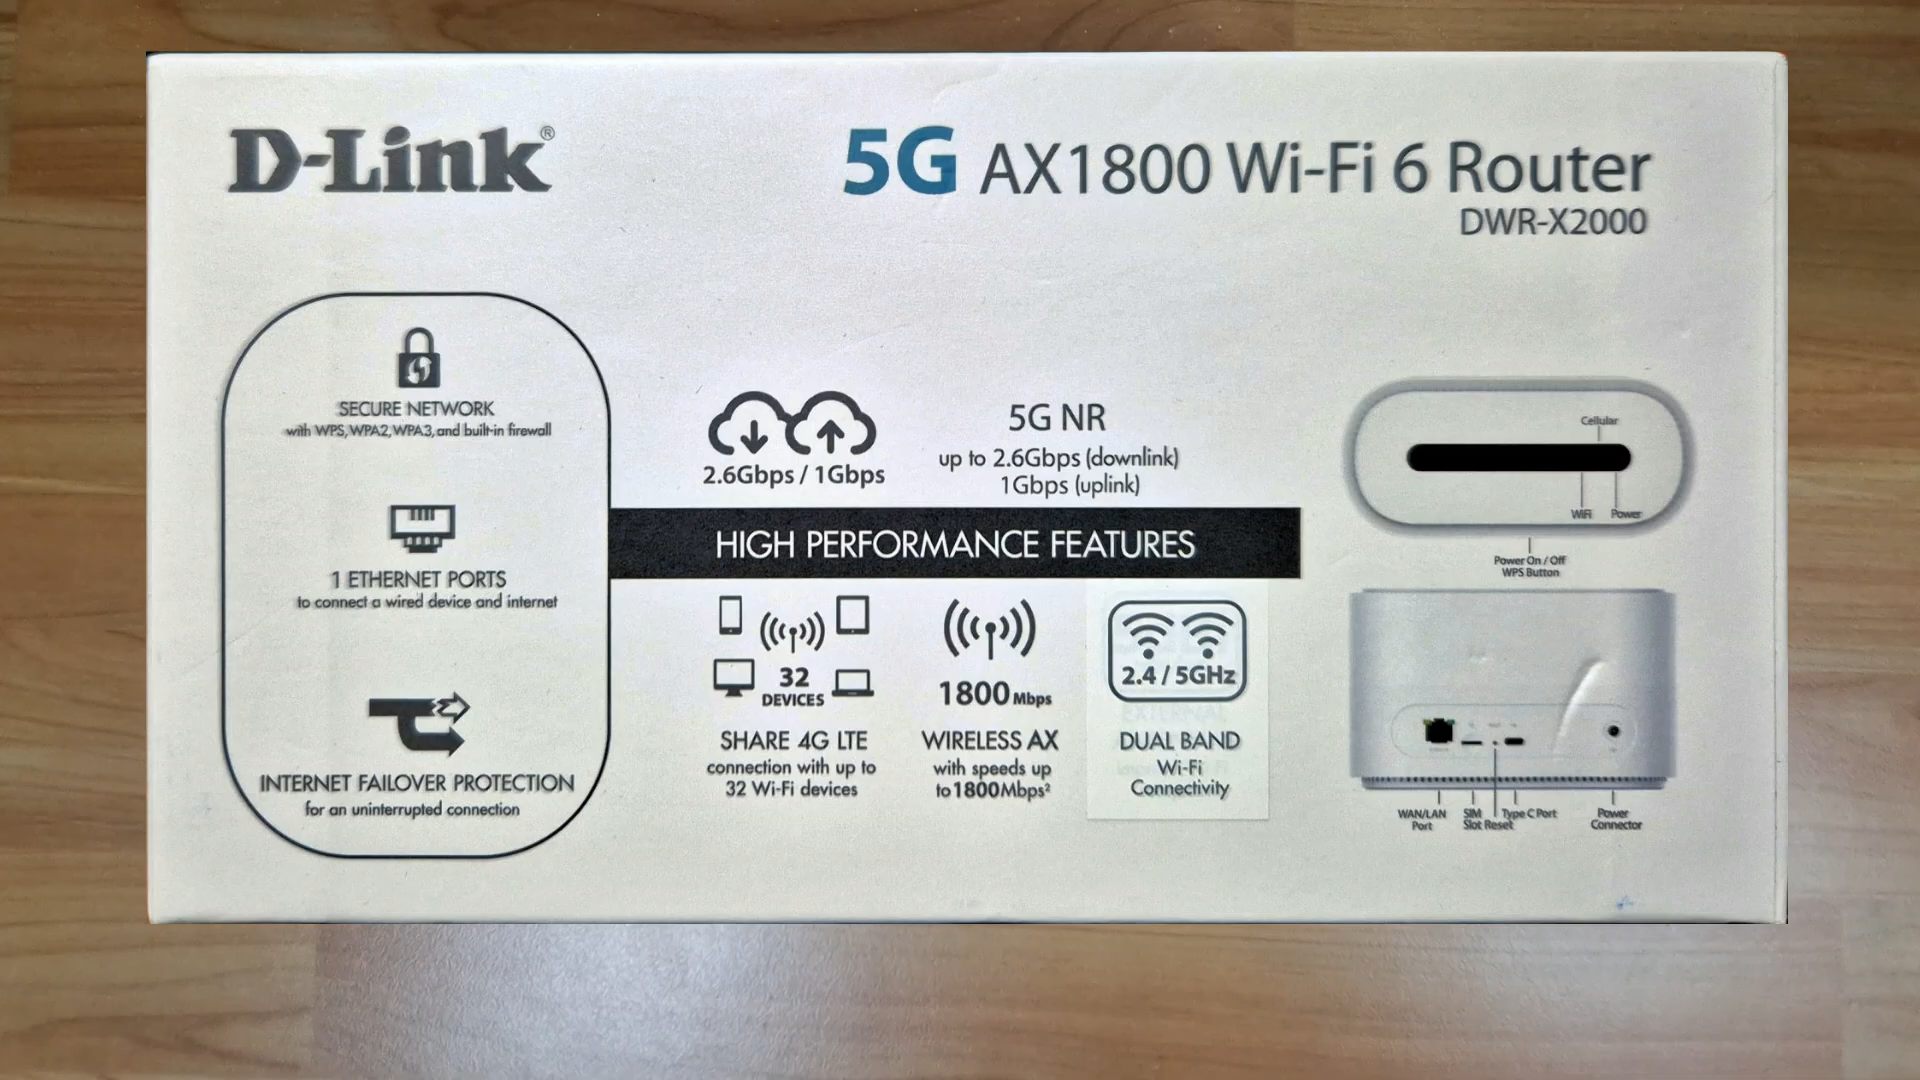 D-Link®
5G AX1800 Wi-Fi 6 Router
DWR-X2000
SECURE NETWORK
with WPS, WPA2, WPA3, and built-in firewall
1 ETHERNET PORTS
to connect a wired device and internet
INTERNET FAILOVER PROTECTION
for an uninterrupted connection
2.6Gbps / 1Gbps
5G NR
up to 2.6Gbps (downlink)
1Gbps (uplink)
HIGH PERFORMANCE FEATURES
32
DEVICES
SHARE 4G LTE
connection with up to
32 Wi-Fi devices
1800 Mbps
WIRELESS AX
with speeds up
to 1800Mbps²
2.4 / 5GHz
EXTERNAL
DUAL BAND
Wi-Fi
Connectivity
Cellular
WiFi Power
Power On / Off
WPS Button
WAN/LAN
Port
SIM
Slot
Reset
Type C Port
Power
Connector